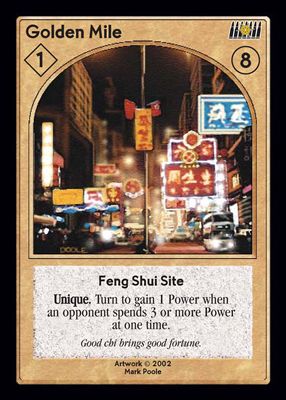 Golden Mile
1
8
POOLE
Feng Shui Site
Unique. Turn to gain 1 Power when
an opponent spends 3 or more Power
at one time.
Good chi brings good fortune.
Artwork © 2002
Mark Poole